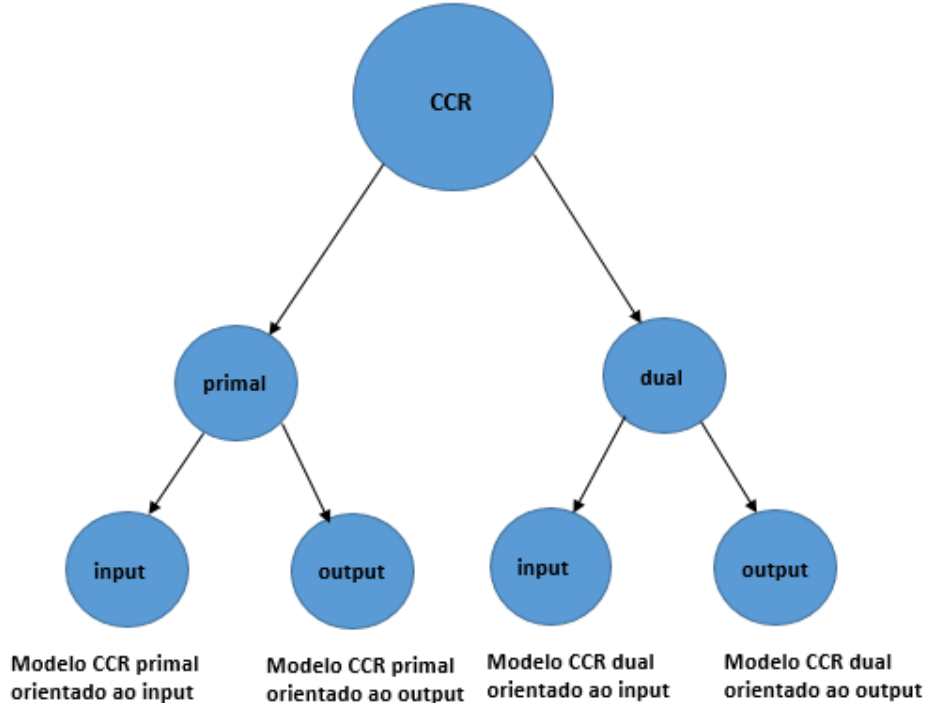 CCR
primal
dual
input
output
input
output
Modelo CCR primal
orientado ao input
Modelo CCR primal
orientado ao output
Modelo CCR dual
orientado ao input
Modelo CCR dual
orientado ao output